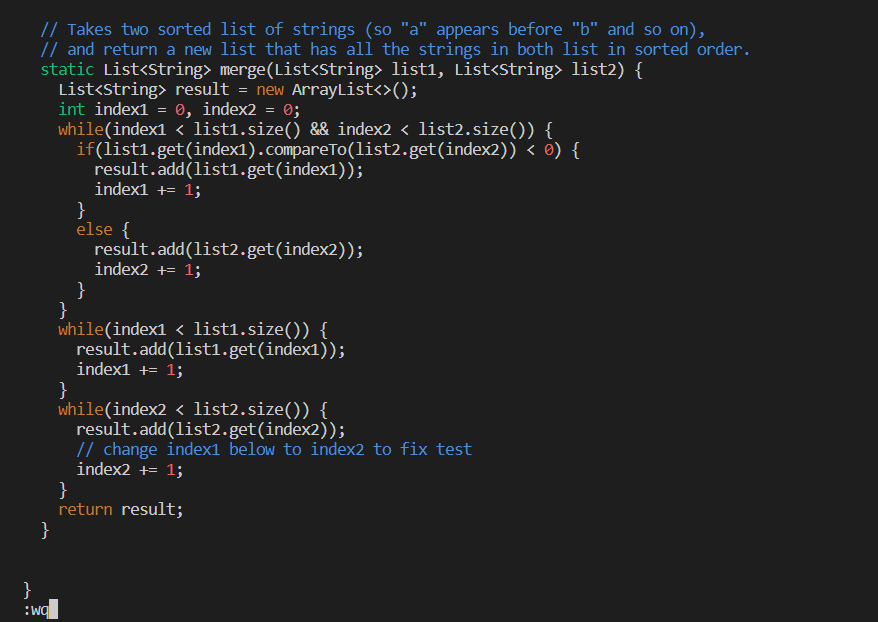 // Takes two sorted list of strings (so "a" appears before "b" and so on),
// and return a new list that has all the strings in both list in sorted order.
static List<String> merge(List<String> list1, List<String> list2) {
List<String> result = new ArrayList<>();
int index1 = 0, index2 = 0;
while(index1 < list1.size() && index2 < list2.size()) {
if(list1.get(index1).compareTo(list2.get(index2)) < 0) {
result.add(list1.get(index1));
index1 += 1;
}
else {
result.add(list2.get(index2));
index2 += 1;
}
}
while(index1 < list1.size()) {
result.add(list1.get(index1));
index1 += 1;
}
while(index2 < list2.size()) {
result.add(list2.get(index2));
// change index1 below to index2 to fix test
index2 += 1;
}
return result;
}
}
:wq